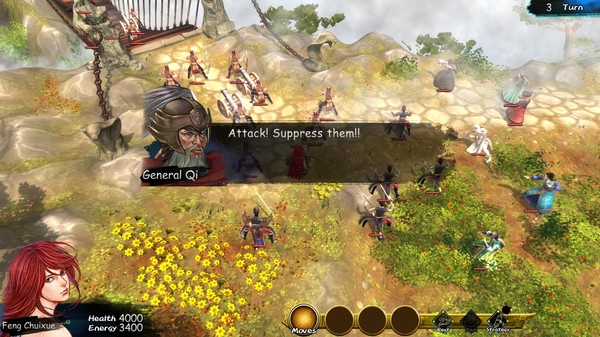 3 Turn
Attack! Suppress them!!
General Qi
Health 4000
Energy 3400
Feng Chuixue
Moves
Rest
Strategy